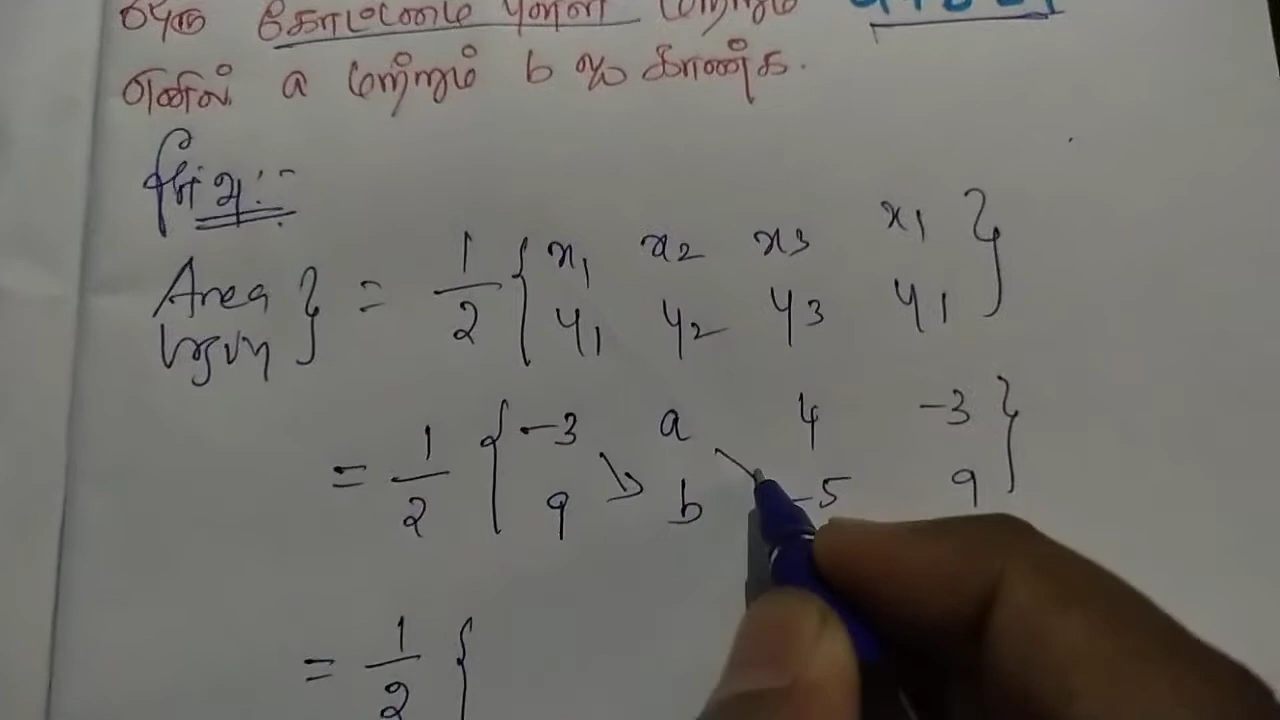 ஒரு கோட்டமை புள்ள மற்றும்
எனில் a மற்றும் b ஐ காண்க.
தீர்வு:-
Area } = 1/2 { x1 x2 x3 x1 }
y1 y2 y3 y1
= 1/2 { -3 a 4 -3 }
9 b -5 9
= 1/2 {